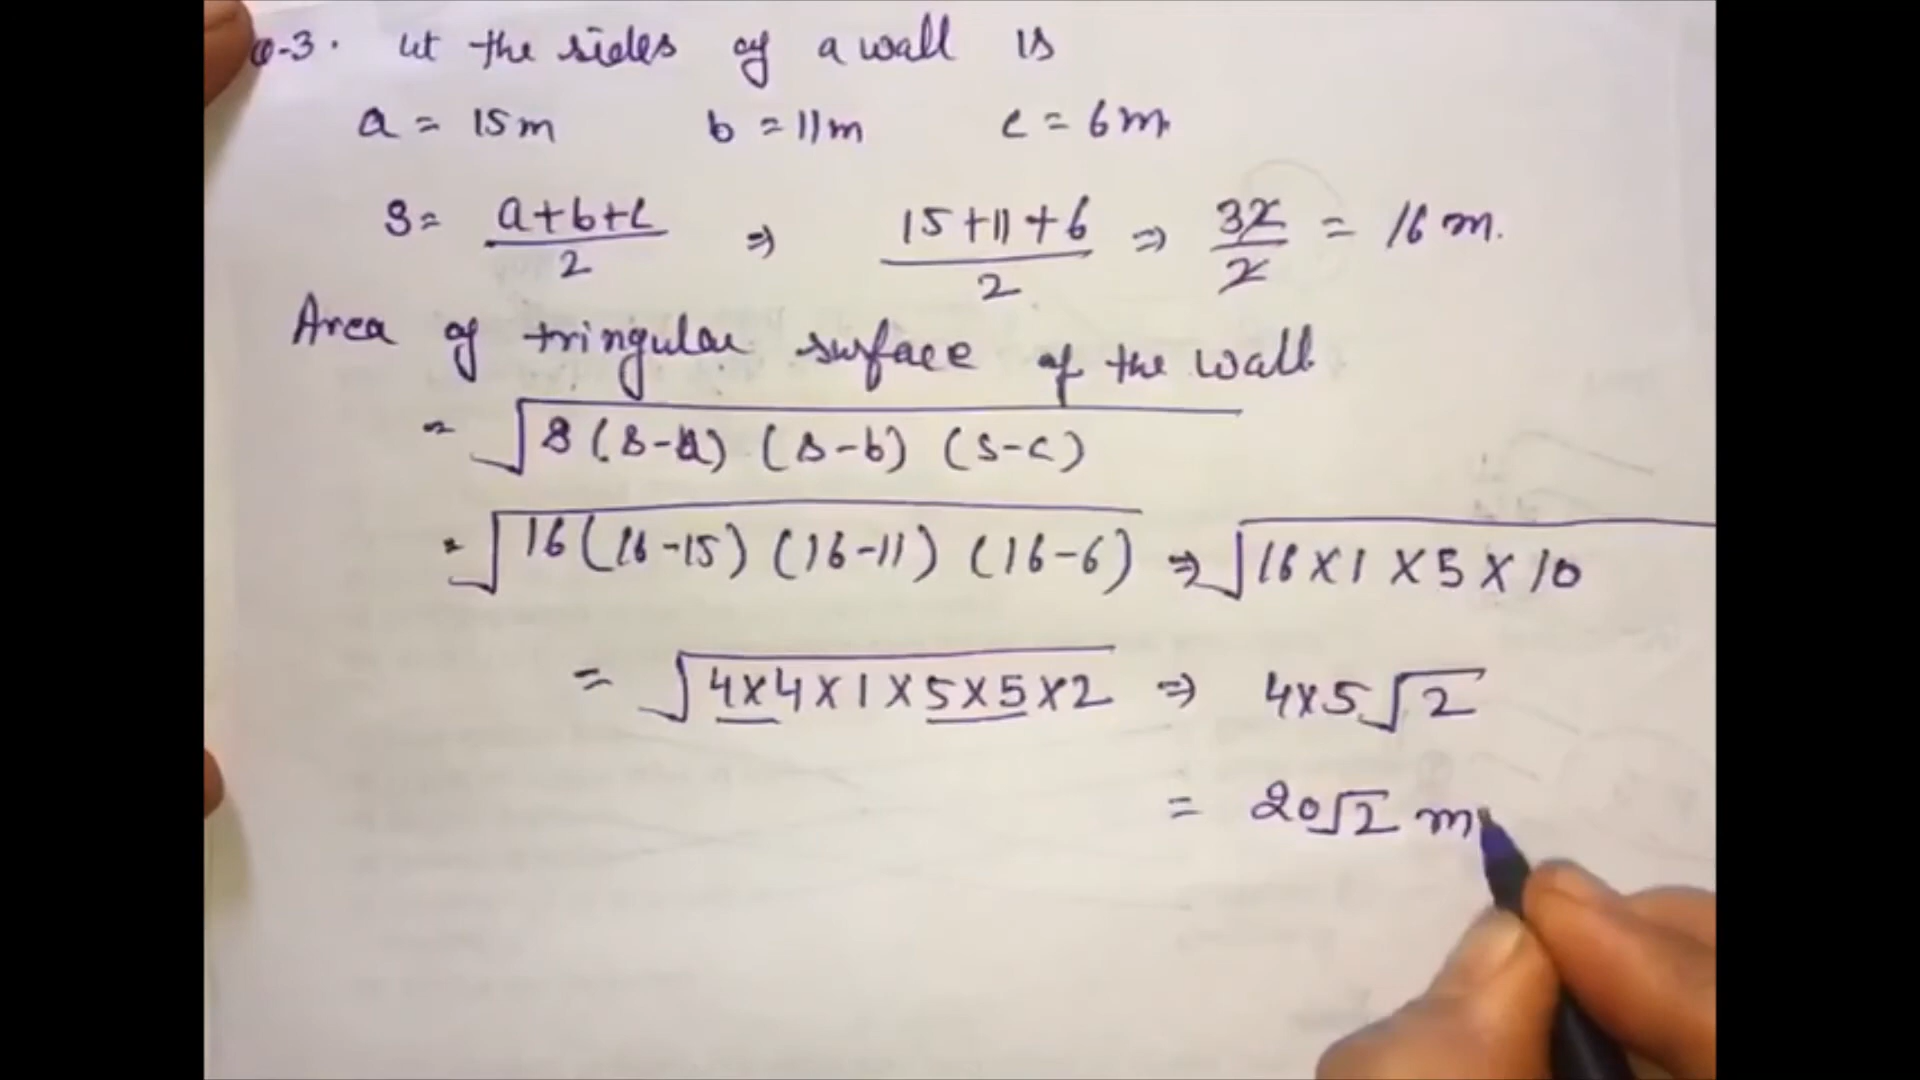 Q-3. let the sides of a wall is
a = 15m b = 11m c = 6m
S = a+b+c/2 ⇒ 15+11+6/2 ⇒ 32/2 = 16 m.
Area of tringular surface of the wall
= √s(s-a) (s-b) (s-c)
= √16(16-15) (16-11) (16-6) ⇒ √16×1×5×10
= √4×4×1×5×5×2 ⇒ 4×5√2
= 20√2 m